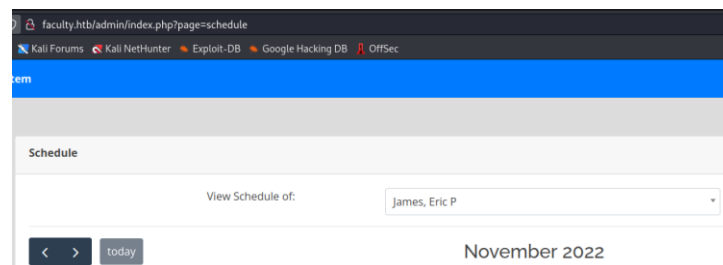 faculty.htb/admin/index.php?page=schedule
Kali Forums Kali NetHunter Exploit-DB Google Hacking DB OffSec
tem
Schedule
View Schedule of: James, Eric P
< > today November 2022